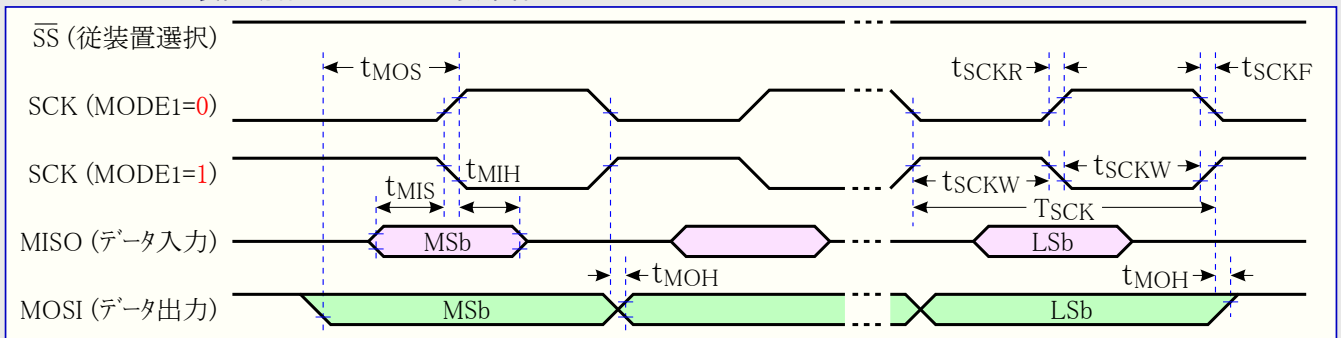 SS (従装置選択)
tMOS
tSCKR
tSCKF
SCK (MODE1=0)
SCK (MODE1=1)
tMIS
tMIH
tSCKW
tSCKW
TSCK
MISO (データ入力)
MSb
LSb
tMOH
tMOH
MOSI (データ出力)
MSb
LSb